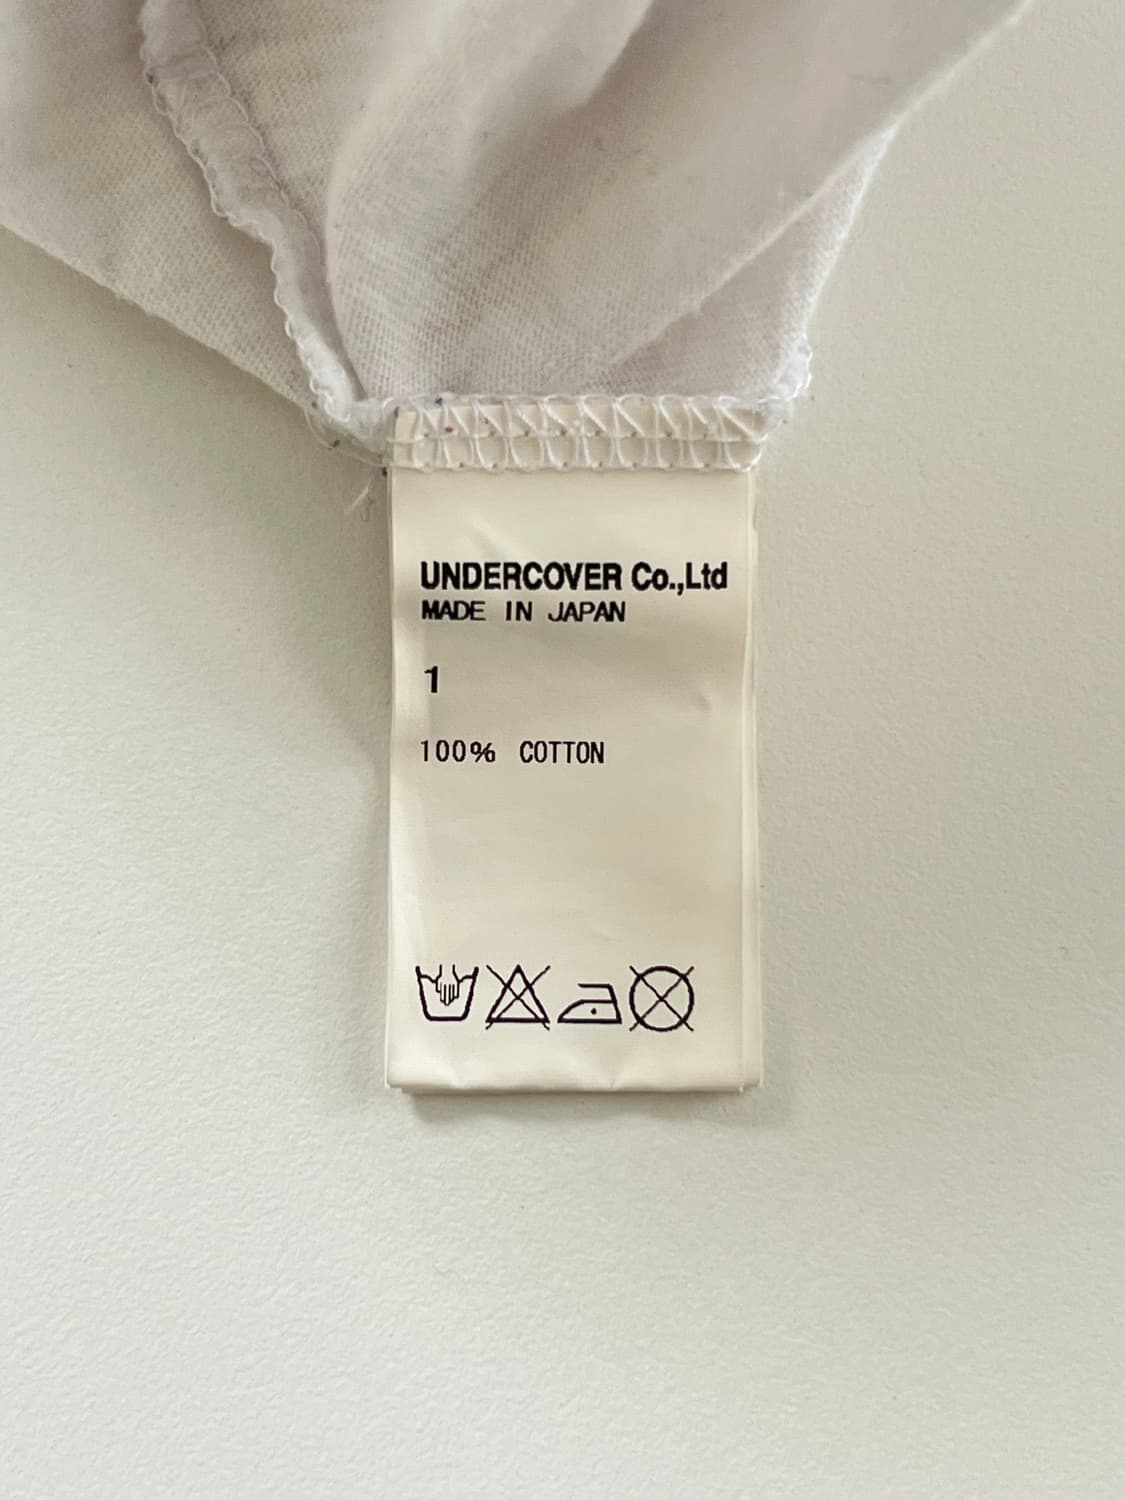 UNDERCOVER Co.,Ltd
MADE IN JAPAN
1
100% COTTON